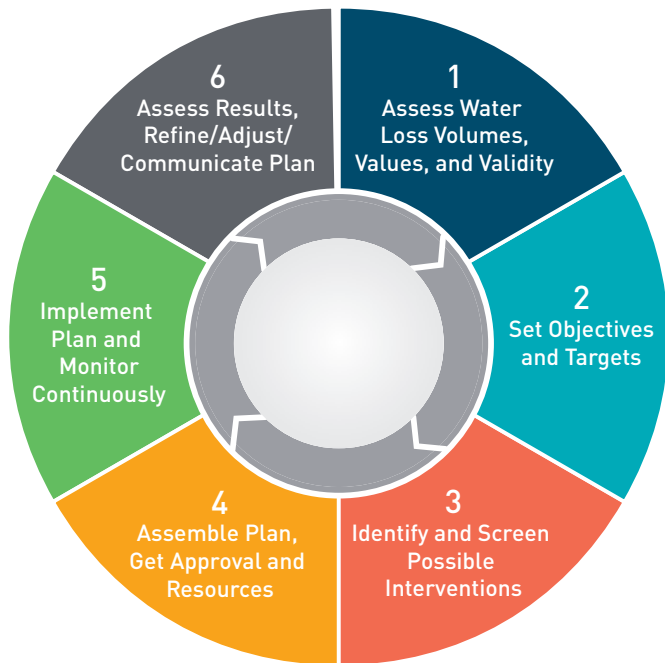 1
Assess Water
Loss Volumes,
Values, and Validity
2
Set Objectives
and Targets
3
Identify and Screen
Possible
Interventions
4
Assemble Plan,
Get Approval and
Resources
5
Implement
Plan and
Monitor
Continuously
6
Assess Results,
Refine/Adjust/
Communicate Plan